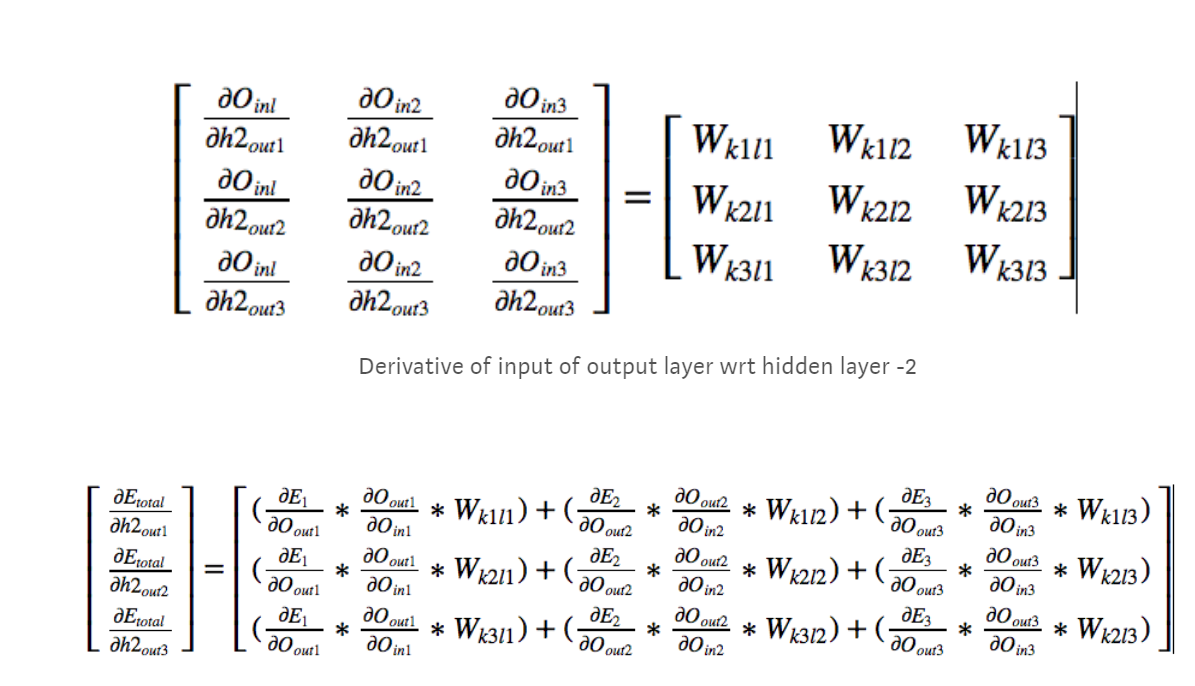 [ ∂O_inl/∂h2_out1 ∂O_in2/∂h2_out1 ∂O_in3/∂h2_out1 ] = [ W_k1l1 W_k1l2 W_k1l3 ]
[ ∂O_inl/∂h2_out2 ∂O_in2/∂h2_out2 ∂O_in3/∂h2_out2 ] = [ W_k2l1 W_k2l2 W_k2l3 ]
[ ∂O_inl/∂h2_out3 ∂O_in2/∂h2_out3 ∂O_in3/∂h2_out3 ] = [ W_k3l1 W_k3l2 W_k3l3 ]
Derivative of input of output layer wrt hidden layer -2
[ ∂E_total/∂h2_out1 ] = [ (∂E_1/∂O_out1 * ∂O_out1/∂O_in1 * W_k1l1) + (∂E_2/∂O_out2 * ∂O_out2/∂O_in2 * W_k1l2) + (∂E_3/∂O_out3 * ∂O_out3/∂O_in3 * W_k1l3) ]
[ ∂E_total/∂h2_out2 ] = [ (∂E_1/∂O_out1 * ∂O_out1/∂O_in1 * W_k2l1) + (∂E_2/∂O_out2 * ∂O_out2/∂O_in2 * W_k2l2) + (∂E_3/∂O_out3 * ∂O_out3/∂O_in3 * W_k2l3) ]
[ ∂E_total/∂h2_out3 ] = [ (∂E_1/∂O_out1 * ∂O_out1/∂O_in1 * W_k3l1) + (∂E_2/∂O_out2 * ∂O_out2/∂O_in2 * W_k3l2) + (∂E_3/∂O_out3 * ∂O_out3/∂O_in3 * W_k2l3) ]